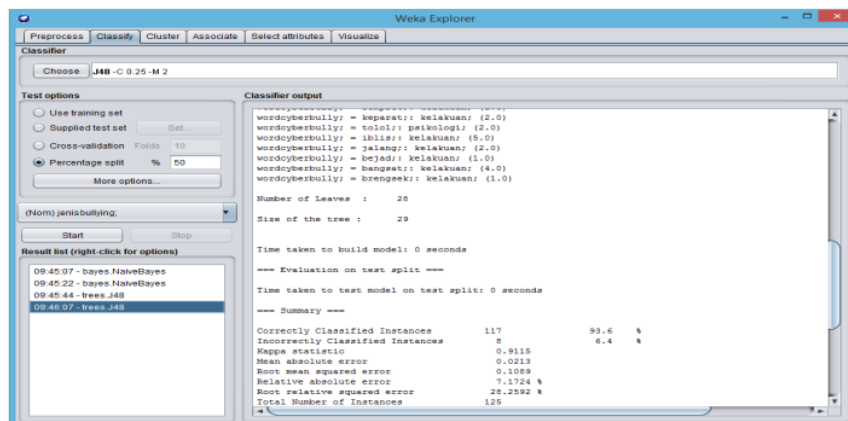 Weka Explorer
Preprocess Classify Cluster Associate Select attributes Visualize
Classifier
Choose J48 -C 0.25 -M 2
Test options
Use training set
Supplied test set Set...
Cross-validation Folds 10
Percentage split % 50
More options...
(Nom) jenisbullying;
Start Stop
Result list (right-click for options)
09:45:07 - bayes.NaiveBayes
09:45:22 - bayes.NaiveBayes
09:45:44 - trees.J48
09:46:07 - trees.J48
Classifier output
wordcyberbully; = keparat;: kelakuan; (2.0)
wordcyberbully; = tolol;: psikologi; (2.0)
wordcyberbully; = iblis;: kelakuan; (5.0)
wordcyberbully; = jalang;: kelakuan; (2.0)
wordcyberbully; = bejad;: kelakuan; (1.0)
wordcyberbully; = bangsat;: kelakuan; (4.0)
wordcyberbully; = brengsek;: kelakuan; (1.0)
Number of Leaves : 28
Size of the tree : 29
Time taken to build model: 0 seconds
=== Evaluation on test split ===
Time taken to test model on test split: 0 seconds
=== Summary ===
Correctly Classified Instances 117 93.6 %
Incorrectly Classified Instances 8 6.4 %
Kappa statistic 0.9115
Mean absolute error 0.0213
Root mean squared error 0.1089
Relative absolute error 7.1724 %
Root relative squared error 28.2592 %
Total Number of Instances 125